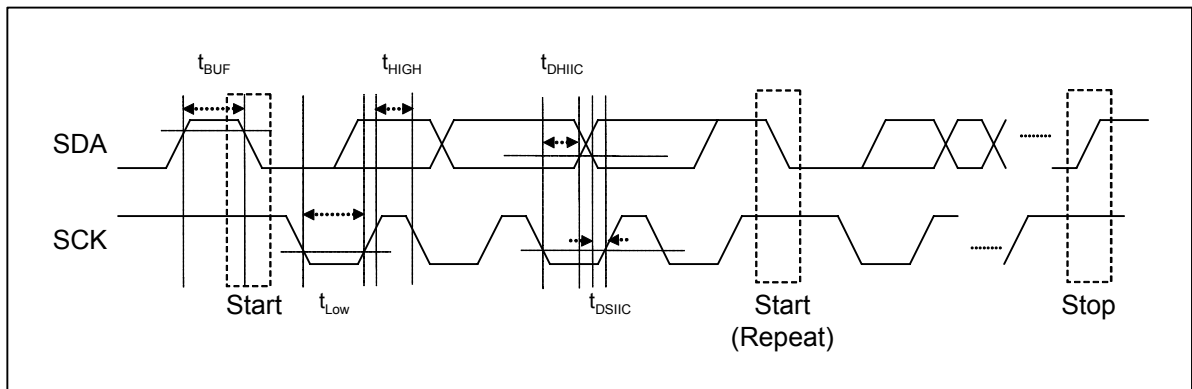 tBUF tHIGH tDHIIC
SDA
SCK
Start tLow tDSIIC Start Stop
(Repeat)